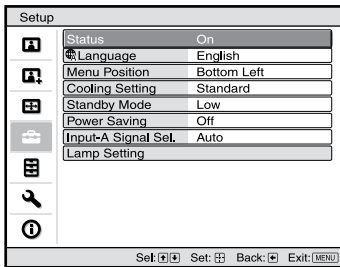 Setup
Status On
Language English
Menu Position Bottom Left
Cooling Setting Standard
Standby Mode Low
Power Saving Off
Input-A Signal Sel. Auto
Lamp Setting
Sel: Set: Back: Exit: MENU